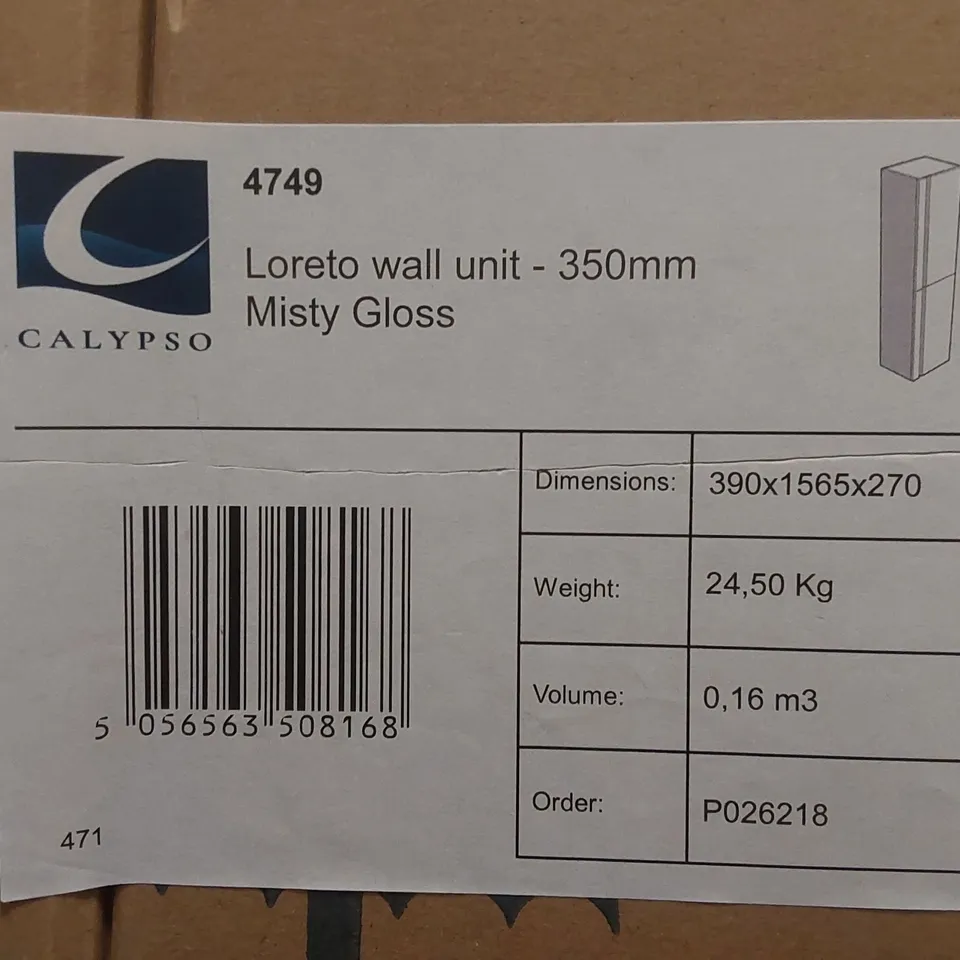 4749
Loreto wall unit - 350mm
Misty Gloss
CALYPSO
Dimensions: 390x1565x270
Weight: 24,50 Kg
Volume: 0,16 m3
Order: P026218
5 056563 508168
471